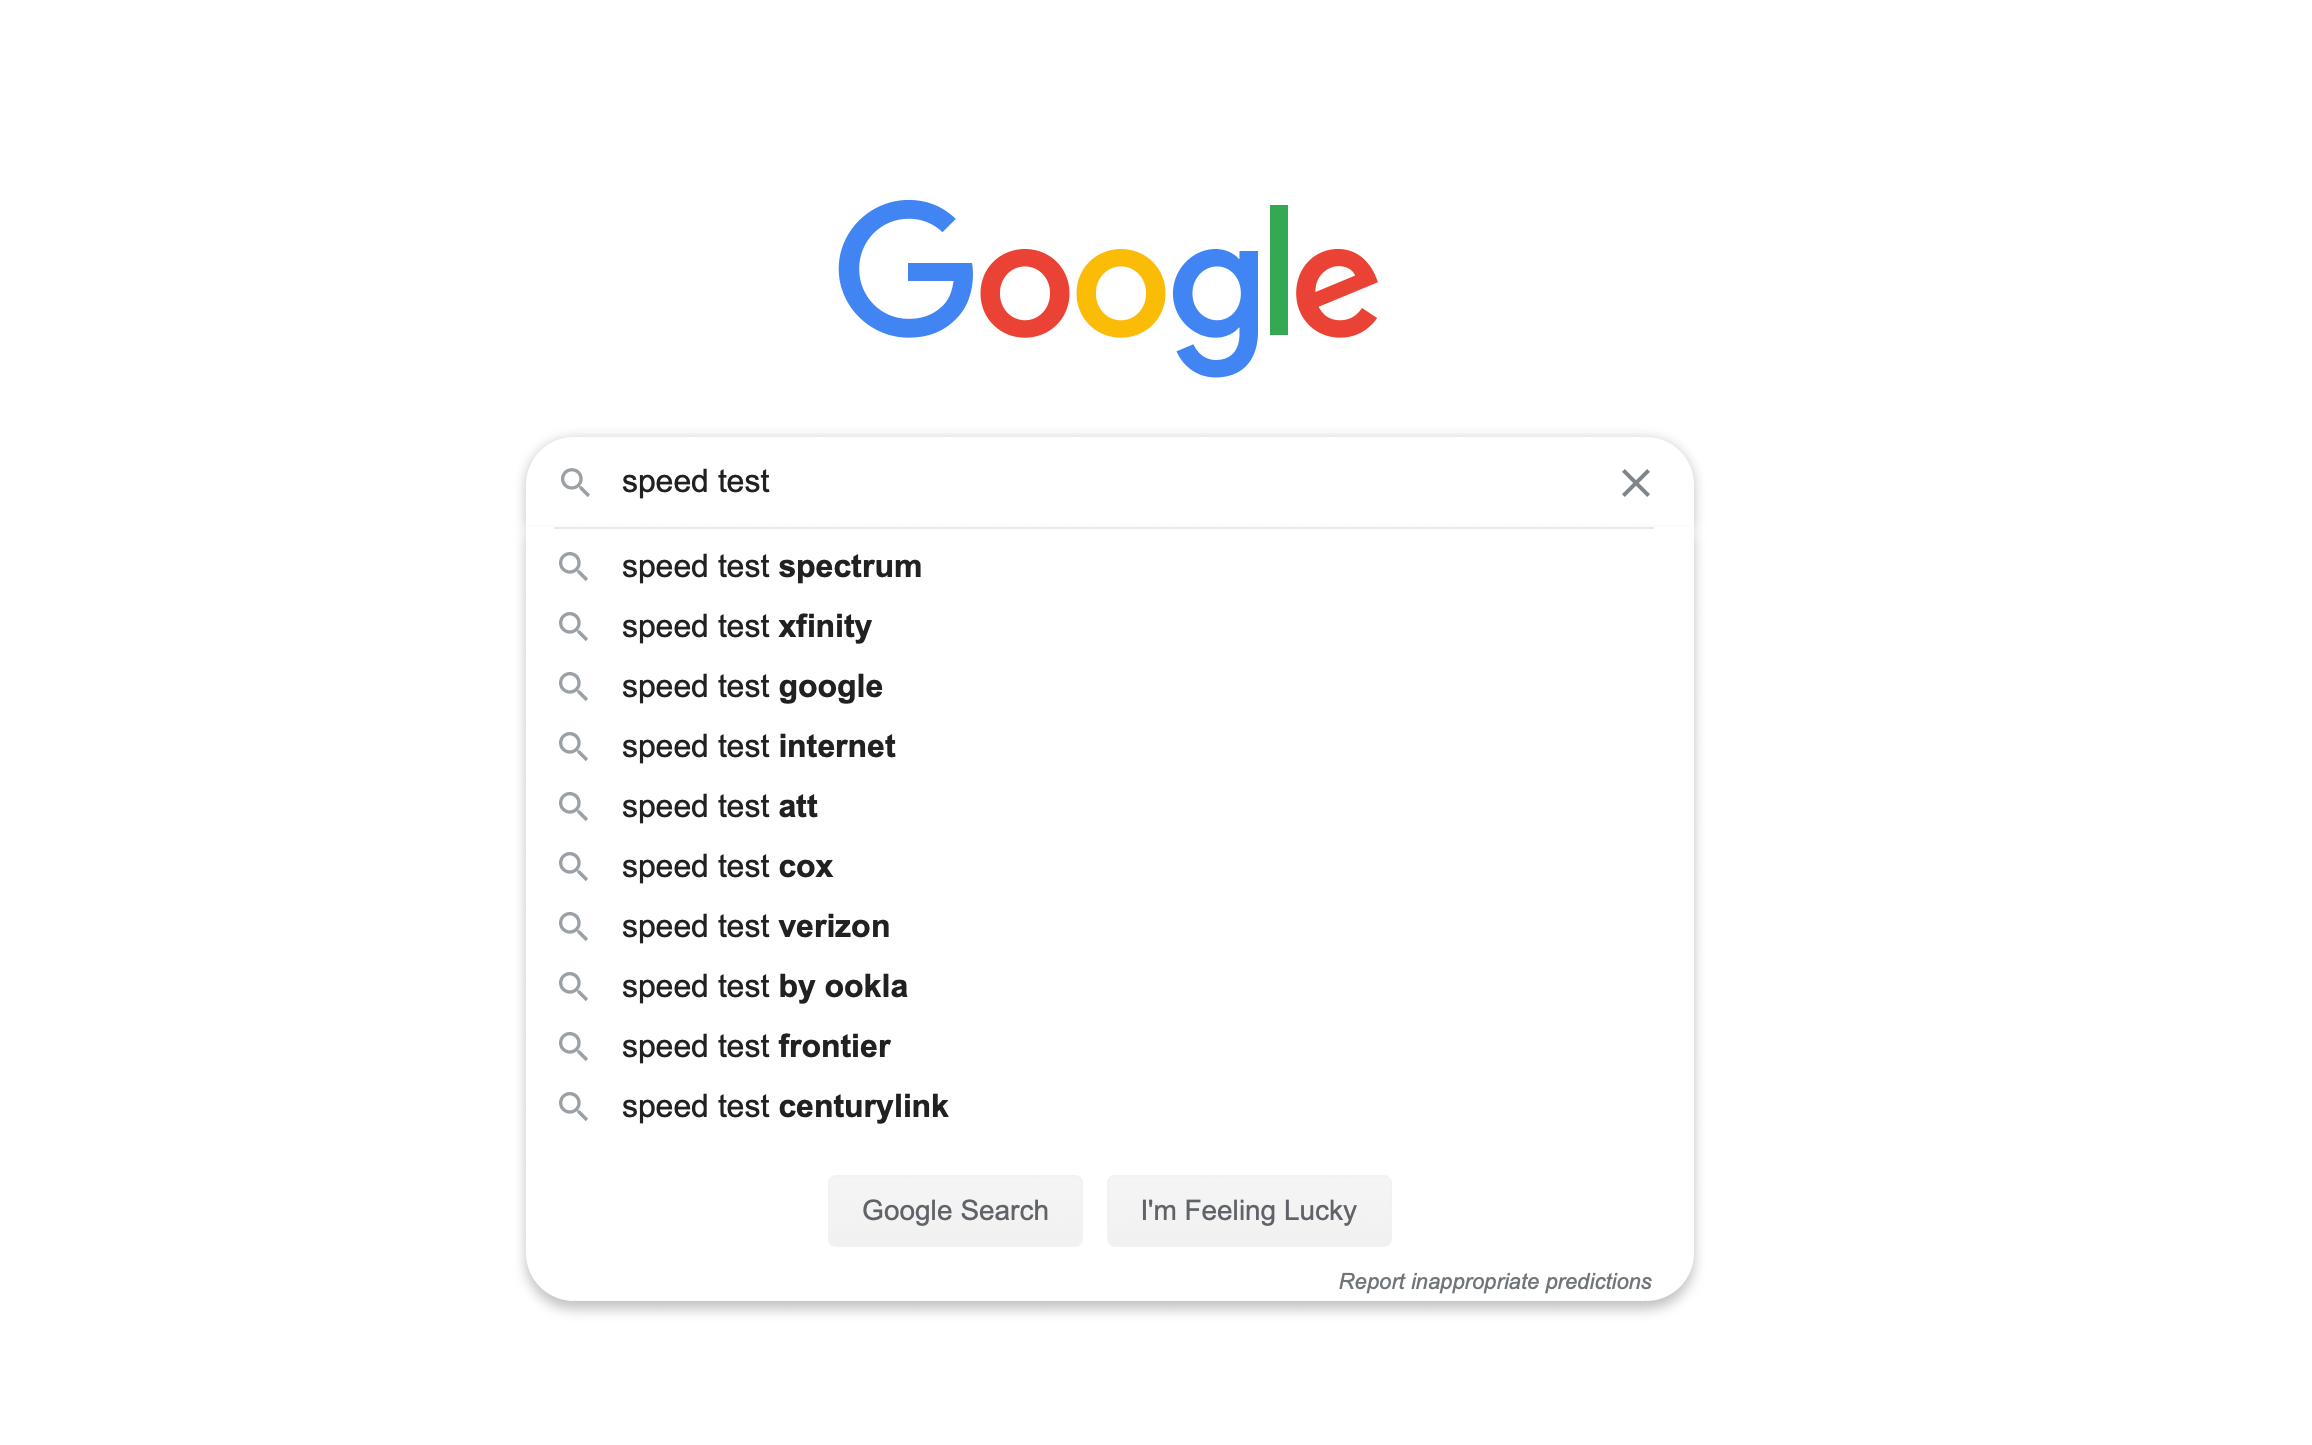 Google
speed test
speed test spectrum
speed test xfinity
speed test google
speed test internet
speed test att
speed test cox
speed test verizon
speed test by ookla
speed test frontier
speed test centurylink
Google Search I'm Feeling Lucky
Report inappropriate predictions